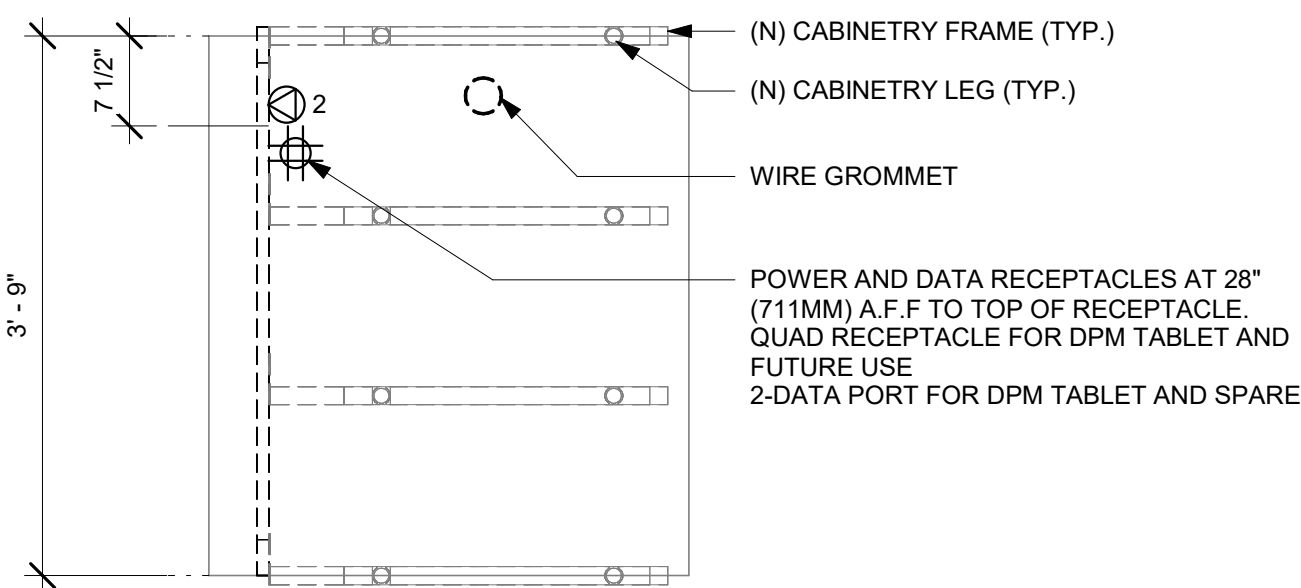 (N) CABINETRY FRAME (TYP.)
(N) CABINETRY LEG (TYP.)
7 1/2"
2
WIRE GROMMET
3' - 9"
POWER AND DATA RECEPTACLES AT 28"
(711MM) A.F.F TO TOP OF RECEPTACLE.
QUAD RECEPTACLE FOR DPM TABLET AND
FUTURE USE
2-DATA PORT FOR DPM TABLET AND SPARE